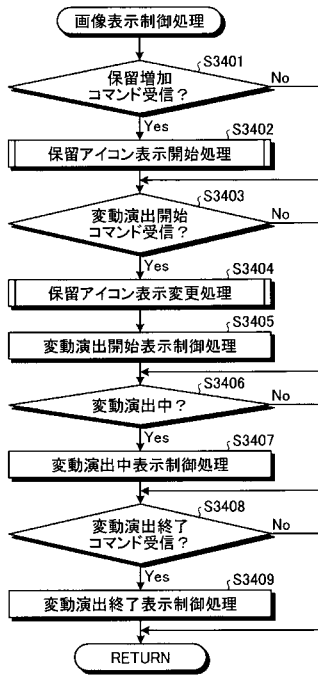 画像表示制御処理
S3401
保留増加
コマンド受信？
No
Yes
S3402
保留アイコン表示開始処理
S3403
変動演出開始
コマンド受信？
No
Yes
S3404
保留アイコン表示変更処理
S3405
変動演出開始表示制御処理
S3406
変動演出中？
No
Yes
S3407
変動演出中表示制御処理
S3408
変動演出終了
コマンド受信？
No
Yes
S3409
変動演出終了表示制御処理
RETURN